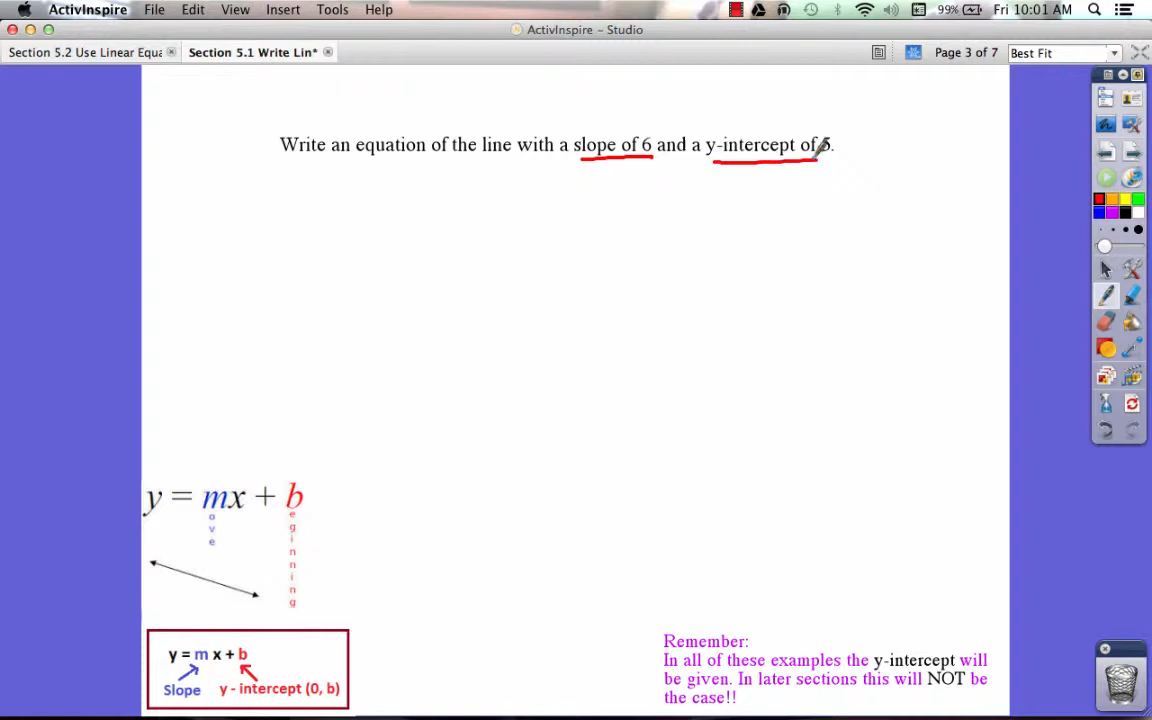 ActivInspire File Edit View Insert Tools Help 99% Fri 10:01 AM
ActivInspire – Studio
Section 5.2 Use Linear Equa Section 5.1 Write Lin* Page 3 of 7 Best Fit
Write an equation of the line with a slope of 6 and a y-intercept of 5.
y = mx + b
ove
eginning
y = m x + b
Slope y - intercept (0, b)
Remember:
In all of these examples the y-intercept will
be given. In later sections this will NOT be
the case!!